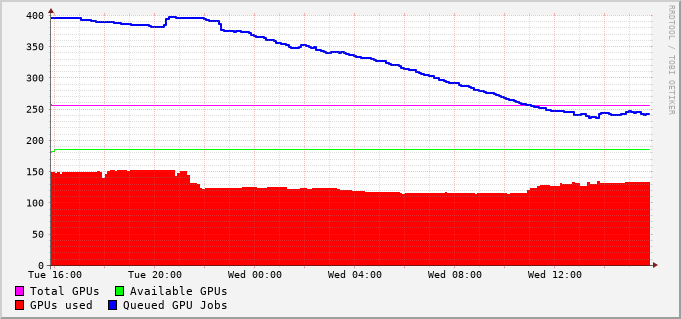 400
350
300
250
200
150
100
50
0
Tue 16:00 Tue 20:00 Wed 00:00 Wed 04:00 Wed 08:00 Wed 12:00
Total GPUs Available GPUs
GPUs used Queued GPU Jobs
RRDTOOL / TOBI OETIKER